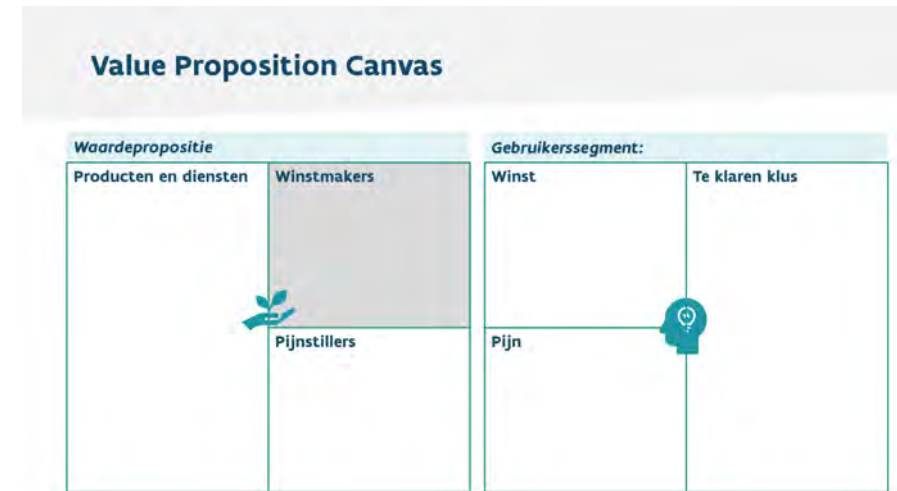 Value Proposition Canvas
Waardepropositie
Producten en diensten
Winstmakers
Pijnstillers
Gebruikerssegment:
Winst
Te klaren klus
Pijn